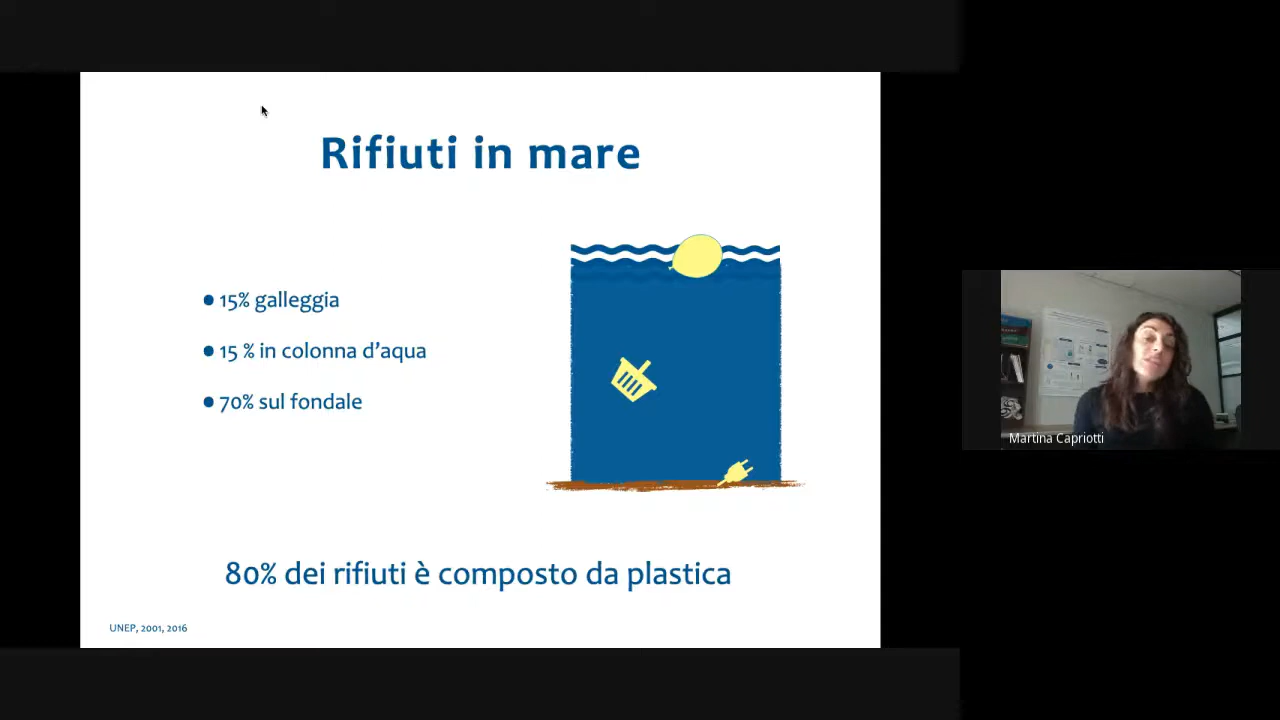 Rifiuti in mare
● 15% galleggia
● 15 % in colonna d’aqua
● 70% sul fondale
80% dei rifiuti è composto da plastica
UNEP, 2001, 2016
Martina Capriotti